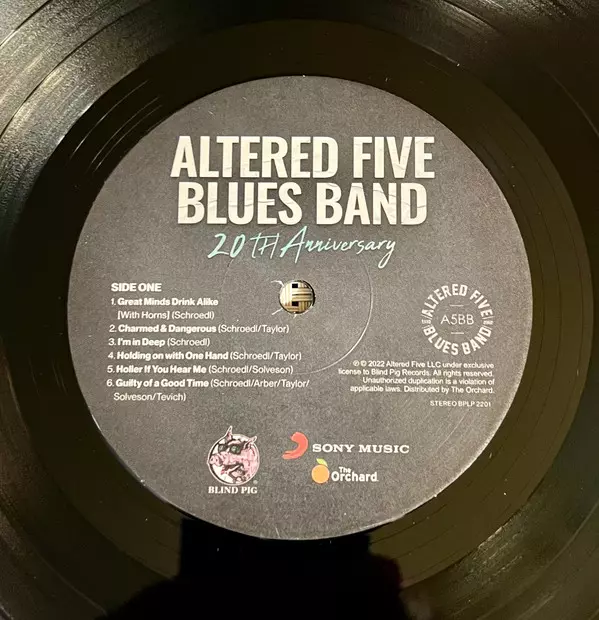 ALTERED FIVE
BLUES BAND
20TH Anniversary
SIDE ONE
1. Great Minds Drink Alike
[With Horns] (Schroedl)
2. Charmed & Dangerous (Schroedl/Taylor)
3. I'm in Deep (Schroedl)
4. Holding on with One Hand (Schroedl/Taylor)
5. Holler If You Hear Me (Schroedl/Solveson)
6. Guilty of a Good Time (Schroedl/Arber/Taylor/
Solveson/Tevich)
ALTERED FIVE
A5BB
BLUES BAND
℗ © 2022 Altered Five LLC under exclusive
license to Blind Pig Records. All rights reserved.
Unauthorized duplication is a violation of
applicable laws. Distributed by The Orchard.
STEREO BPLP 2201
BLIND PIG®
SONY MUSIC
The
Orchard